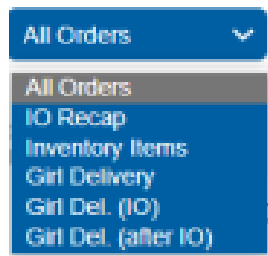 All Orders
All Orders
IO Recap
Inventory Items
Girl Delivery
Girl Del. (IO)
Girl Del. (after IO)